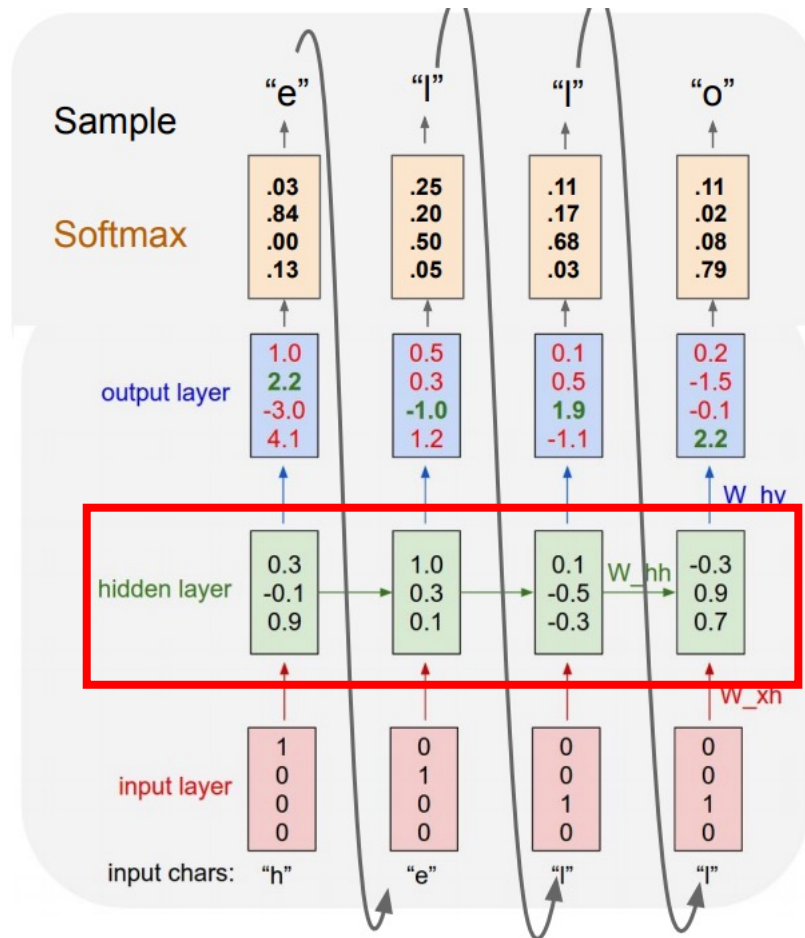 “e” “l” “l” “o”
Sample
.03 .25 .11 .11
.84 .20 .17 .02
Softmax
.00 .50 .68 .08
.13 .05 .03 .79
1.0 0.5 0.1 0.2
2.2 0.3 0.5 -1.5
output layer
-3.0 -1.0 1.9 -0.1
4.1 1.2 -1.1 2.2
W_hy
0.3 1.0 0.1 -0.3
W_hh
hidden layer -0.1 0.3 -0.5 0.9
0.9 0.1 -0.3 0.7
W_xh
1 0 0 0
0 1 0 0
input layer
0 0 1 1
0 0 0 0
input chars: “h” “e” “l” “l”